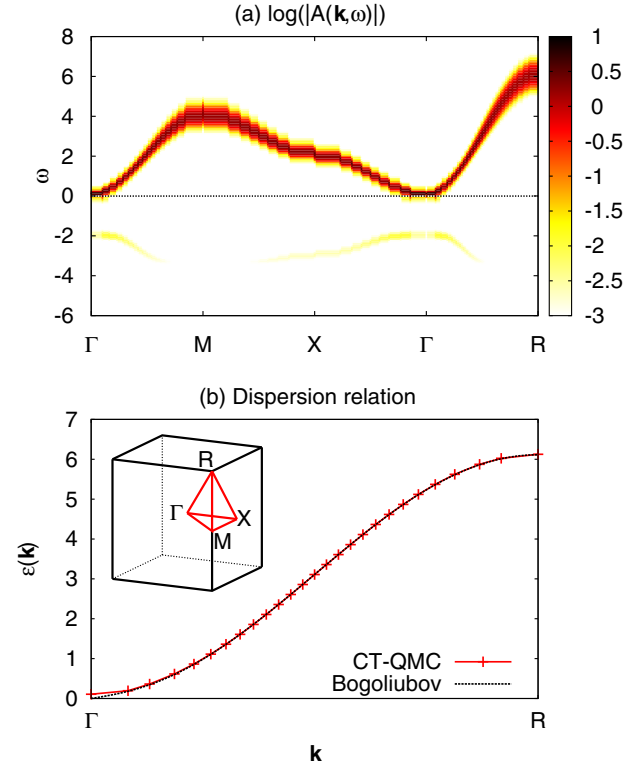 (a) log(|A(k,ω)|)
8
6
4
2
0
-2
-4
-6
ω
Γ M X Γ R
1
0.5
0
-0.5
-1
-1.5
-2
-2.5
-3
(b) Dispersion relation
7
6
5
4
3
2
1
0
ε(k)
R
Γ
X
M
CT-QMC
Bogoliubov
Γ R
k